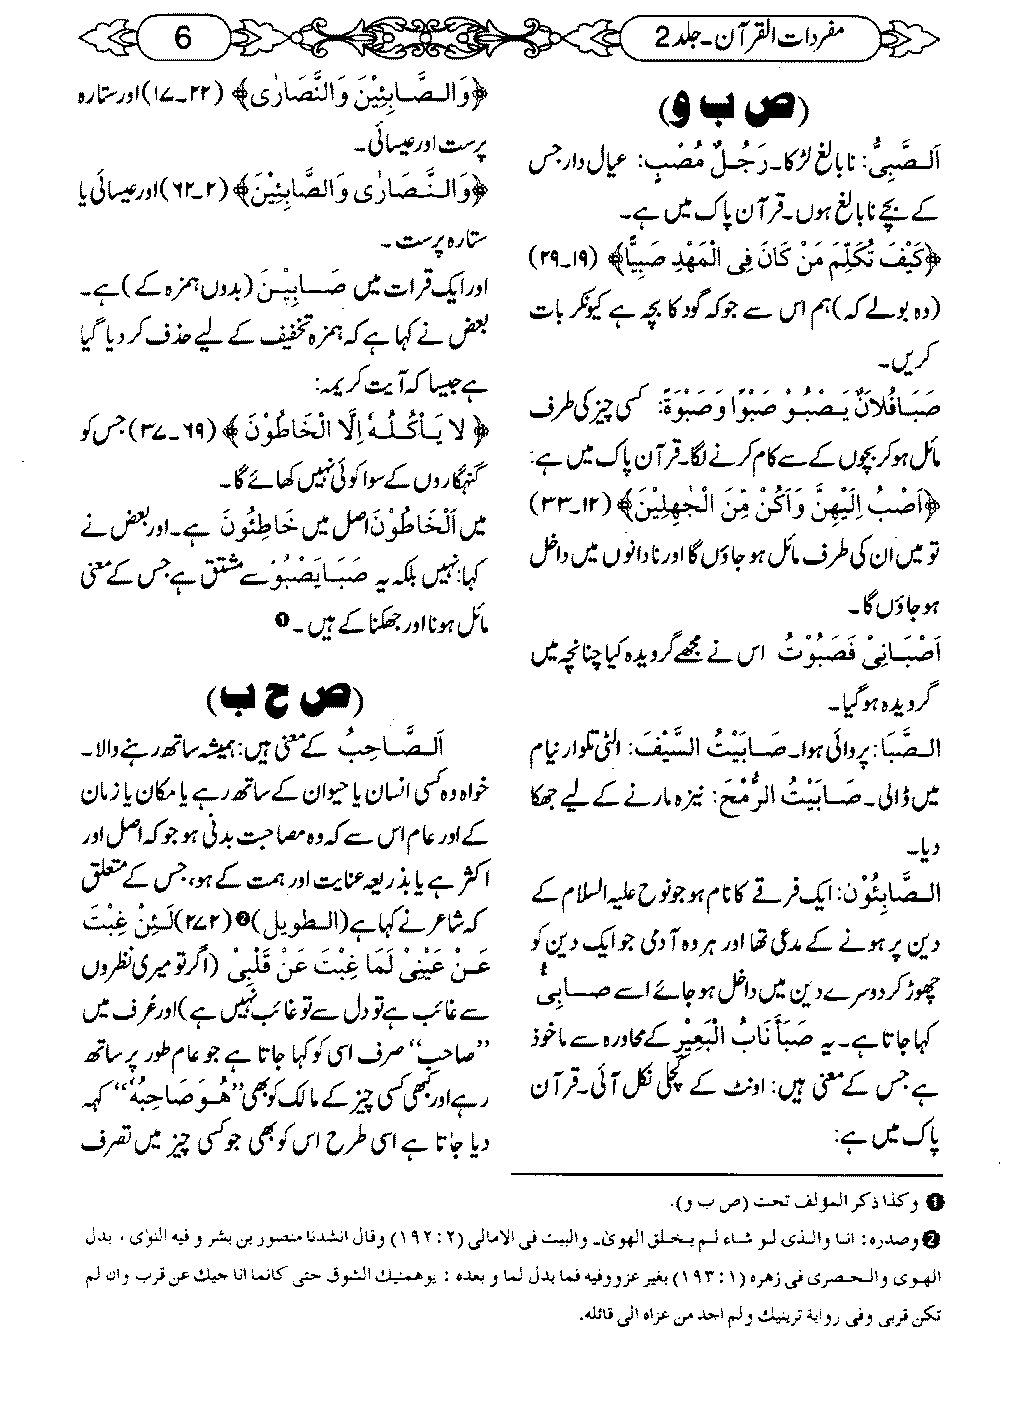 مفردات القرآن۔جلد 2
6
(ص ب و)
اَلصَّبِیُّ: نابالغ لڑکا۔رَجُلٌ مُصْبٍ: عیال دار جس
کے بچے نابالغ ہوں۔قرآن پاک میں ہے۔
﴿کَیْفَ نُکَلِّمُ مَنْ کَانَ فِی الْمَهْدِ صَبِیًّا﴾ (۱۹۔۲۹)
(وہ بولے کہ)ہم اس سے جوکہ گود کا بچہ ہے کیونکر بات
کریں۔
صَبَافُلَانٌ یَصْبُوْ صَبْوًا وَصَبْوَةً: کسی چیز کی طرف
مائل ہوکر بچوں کے سے کام کرنے لگا۔قرآن پاک میں ہے:
﴿اَصْبُ اِلَیْهِنَّ وَاَکُنْ مِّنَ الْجٰهِلِیْنَ﴾ (۱۲۔۳۳)
تو میں ان کی طرف مائل ہو جاؤں گا اور نادانوں میں داخل
ہو جاؤں گا۔
اَصْبَانِیْ فَصَبَوْتُ اس نے مجھے گرویدہ کیا چنانچہ میں
گرویدہ ہوگیا۔
الصَّبَا: پروائی ہوا۔صَابَیْتُ السَّیْفَ: الٹی تلوار نیام
میں ڈالی۔صَابَیْتُ الرُّمْحَ: نیزہ مارنے کے لیے جھکا
دیا۔
الصَّابِئُوْن: ایک فرقے کا نام ہو جو نوح علیہ السلام کے
دین پر ہونے کے مدعی تھا اور ہر وہ آدمی جو ایک دین کو
چھوڑ کر دوسرے دین میں داخل ہو جائے اسے صابِئٌ
کہا جاتا ہے۔یہ صَبَأَ نَابُ الْبَعِیْرِ کے محاورہ سے ماخوذ
ہے جس کے معنی ہیں: اونٹ کے کچلی نکل آئی۔قرآن
پاک میں ہے:
﴿وَالصَّابِئِیْنَ وَالنَّصَارٰی﴾ (۲۲۔۱۷)اور ستارہ
پرست اور عیسائی۔
﴿وَالنَّصَارٰی وَالصَّابِئِیْنَ﴾ (۲۔۶۲)اور عیسائی یا
ستارہ پرست۔
اور ایک قرات میں صَابِیْنَ (بدوں ہمزہ کے)ہے۔
بعض نے کہا ہے کہ ہمزہ تخفیف کے لیے حذف کر دیا گیا
ہے جیسا کہ آیت کریمہ:
﴿لَا یَأْکُلُهٗ اِلَّا الْخَاطُوْنَ﴾ (۶۹۔۳۷)جس کو
گنہگاروں کے سوا کوئی نہیں کھائے گا۔
میں اَلْخَاطُوْنَ اصل میں خَاطِئُوْنَ ہے۔اور بعض نے
کہا: نہیں بلکہ یہ صَبَا یَصْبُوْ سے مشتق ہے جس کے معنی
مائل ہونا اور جھکنا کے ہیں۔❶
(ص ح ب)
اَلصَّاحِبُ کے معنی ہیں: ہمیشہ ساتھ رہنے والا۔
خواہ وہ کسی انسان یا حیوان کے ساتھ رہے یا مکان یا زمان
کے اور عام اس سے کہ وہ مصاحبت بدنی ہو جو کہ اصل اور
اکثر ہے یا بذریعہ عنایت اور ہمت کے ہو، جس کے متعلق
کہ شاعر نے کہا ہے(الطویل)❷(۲۷۲)لَئِنْ غِبْتَ
عَنْ عَیْنِیْ لَمَا غِبْتَ عَنْ قَلْبِیْ (اگر تو میری نظروں
سے غائب ہے تو دل سے تو غائب نہیں ہے)اور عُرف میں
”صاحب“ صرف اسی کو کہا جاتا ہے جو عام طور پر ساتھ
رہے اور کبھی کسی چیز کے مالک کو بھی ”هُوَ صَاحِبُهٗ“ کہہ
دیا جاتا ہے اسی طرح اس کو بھی جو کسی چیز میں تصرف
❶ وکذا ذکر المؤلف تحت (ص ب و).
❷ وصدره: انا والذی لو شاء لم یخلق الهوی۔ والبیت فی الامالی (۲: ۱۹۲) وقال انشدنا منصور بن بشر و فیه النوٰی، بدل
الهوی والحصری فی زهره (۱: ۱۹۳) بغیر عزووفیه فما بدل لما و بعده: یوهمنیك الشوق حتی کانما انا جیك عن قرب وان لم
تکن قربی وفی روایة ترینیك ولم اجد من عزاه الی قائله.